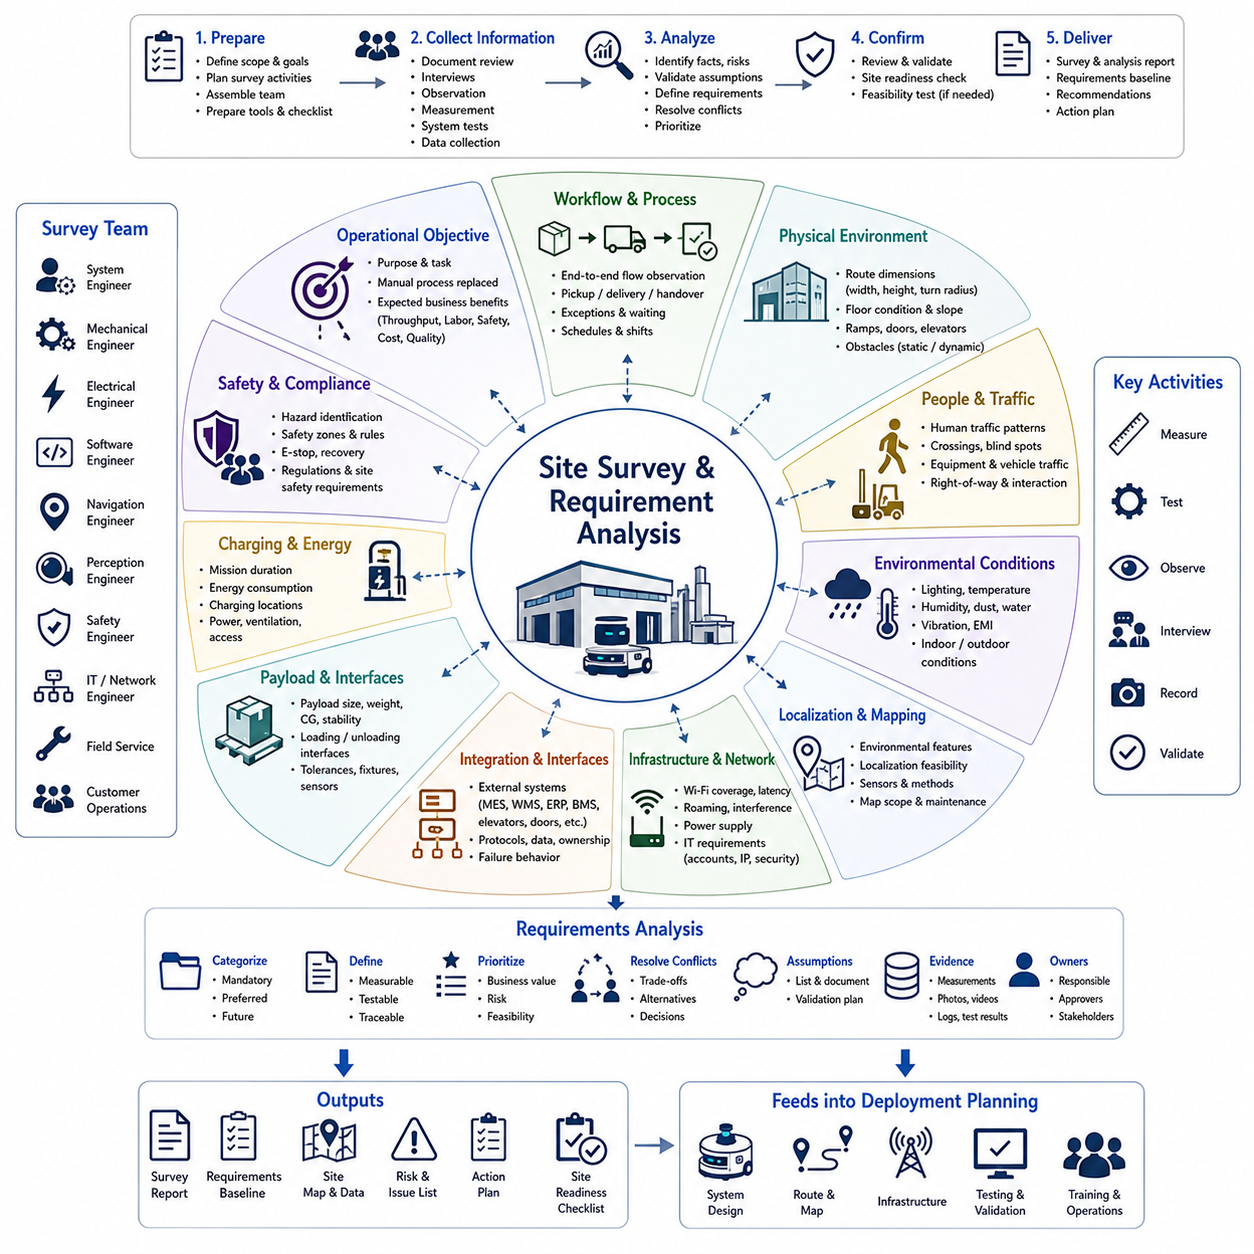 1. Prepare
• Define scope & goals
• Plan survey activities
• Assemble team
• Prepare tools & checklist
2. Collect Information
• Document review
• Interviews
• Observation
• Measurement
• System tests
• Data collection
3. Analyze
• Identify facts, risks
• Validate assumptions
• Define requirements
• Resolve conflicts
• Prioritize
4. Confirm
• Review & validate
• Site readiness check
• Feasibility test (if needed)
5. Deliver
• Survey & analysis report
• Requirements baseline
• Recommendations
• Action plan
Survey Team
System
Engineer
Mechanical
Engineer
Electrical
Engineer
Software
Engineer
Navigation
Engineer
Perception
Engineer
Safety
Engineer
IT / Network
Engineer
Field Service
Customer
Operations
Operational Objective
• Purpose & task
• Manual process replaced
• Expected business benefits
(Throughput, Labor, Safety,
Cost, Quality)
Workflow & Process
• End-to-end flow observation
• Pickup / delivery / handover
• Exceptions & waiting
• Schedules & shifts
Physical Environment
• Route dimensions
(width, height, turn radius)
• Floor condition & slope
• Ramps, doors, elevators
• Obstacles (static / dynamic)
Safety & Compliance
• Hazard identfication
• Safety zones & rules
• E-stop, recovery
• Regulations & site
safety requirements
People & Traffic
• Human traffic patterns
• Crossings, blind spots
• Equipment & vehicle traffic
• Right-of-way & interaction
Site Survey &
Requirement
Analysis
Charging & Energy
• Mission duration
• Energy consumption
• Charging locations
• Power, ventilation,
access
Environmental Conditions
• Lighting, temperature
• Humidity, dust, water
• Vibration, EMI
• Indoor / outdoor
conditions
Payload & Interfaces
• Payload size, weight,
CG, stability
• Loading / unloading
interfaces
• Tolerances, fixtures,
sensors
Integration & Interfaces
• External systems
(MES, WMS, ERP, BMS,
elevators, doors, etc.)
• Protocols, data, ownership
• Failure behavior
Infrastructure & Network
• Wi-Fi coverage, latency
• Roaming, interference
• Power supply
• IT requirements
(accounts, IP, security)
Localization & Mapping
• Environmental features
• Localization feasibility
• Sensors & methods
• Map scope & maintenance
Key Activities
Measure
Test
Observe
Interview
Record
Validate
Requirements Analysis
Categorize
• Mandatory
• Preferred
• Future
Define
• Measurable
• Testable
• Traceable
Prioritize
• Business value
• Risk
• Feasibility
Resolve Conflicts
• Trade-offs
• Alternatives
• Decisions
Assumptions
• List & document
• Validation plan
Evidence
• Measurements
• Photos, videos
• Logs, test results
Owners
• Responsible
• Approvers
• Stakeholders
Outputs
Survey
Report
Requirements
Baseline
Site
Map & Data
Risk &
Issue List
Action
Plan
Site
Readiness
Checklist
Feeds into Deployment Planning
System
Design
Route &
Map
Infrastructure
Testing &
Validation
Training &
Operations